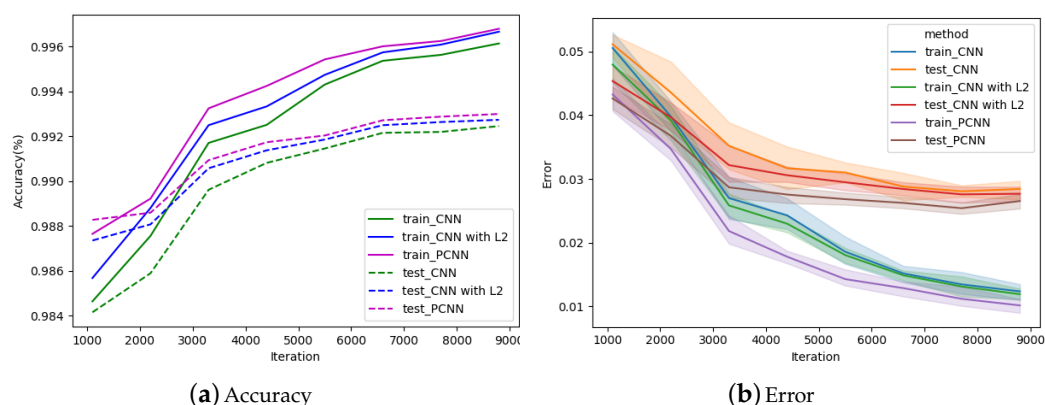 0.996
0.994
0.992
0.990
0.988
0.986
0.984
Accuracy(%)
1000 2000 3000 4000 5000 6000 7000 8000 9000
Iteration
train_CNN
train_CNN with L2
train_PCNN
test_CNN
test_CNN with L2
test_PCNN
(a) Accuracy
0.05
0.04
0.03
0.02
0.01
Error
1000 2000 3000 4000 5000 6000 7000 8000 9000
Iteration
method
train_CNN
test_CNN
train_CNN with L2
test_CNN with L2
train_PCNN
test_PCNN
(b) Error